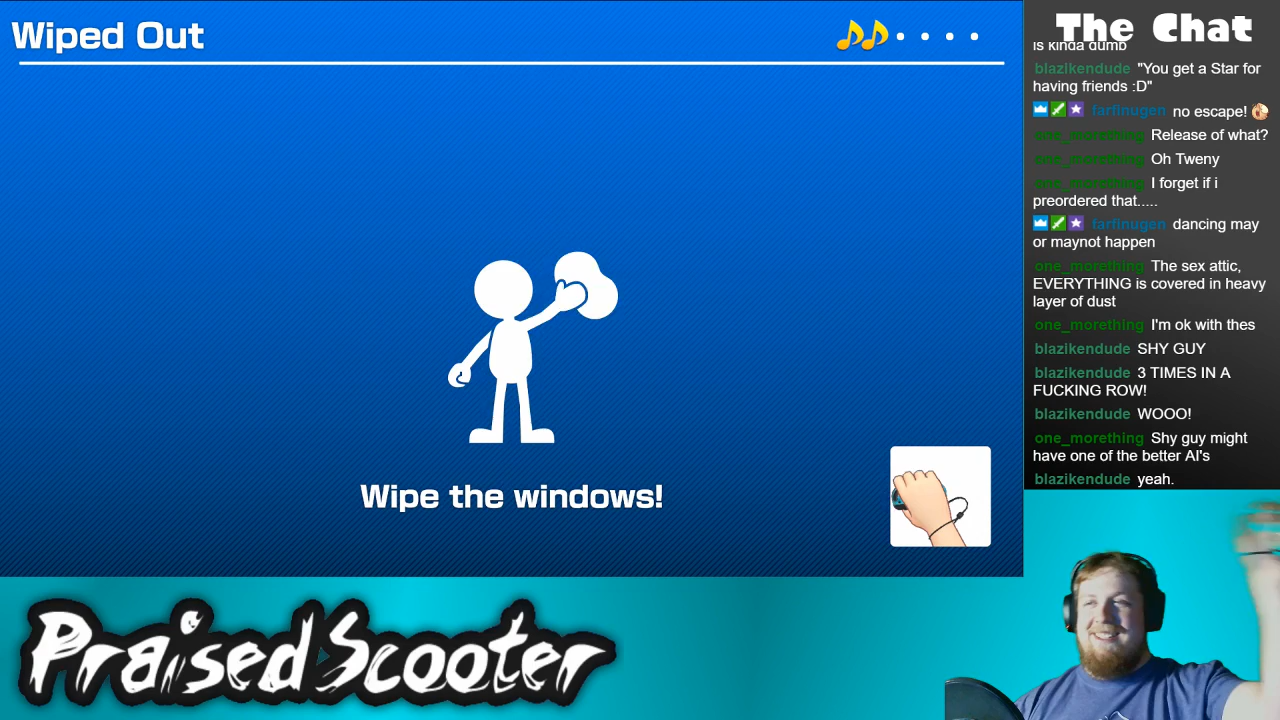 Wiped Out
Wipe the windows!
The Chat
is kinda dumb
blazikendude "You get a Star for
having friends :D"
farfinugen no escape!
one_morething Release of what?
one_morething Oh Tweny
one_morething I forget if i
preordered that.....
farfinugen dancing may
or maynot happen
one_morething The sex attic,
EVERYTHING is covered in heavy
layer of dust
one_morething I'm ok with thes
blazikendude SHY GUY
blazikendude 3 TIMES IN A
FUCKING ROW!
blazikendude WOOO!
one_morething Shy guy might
have one of the better AI's
blazikendude yeah.
Praised Scooter